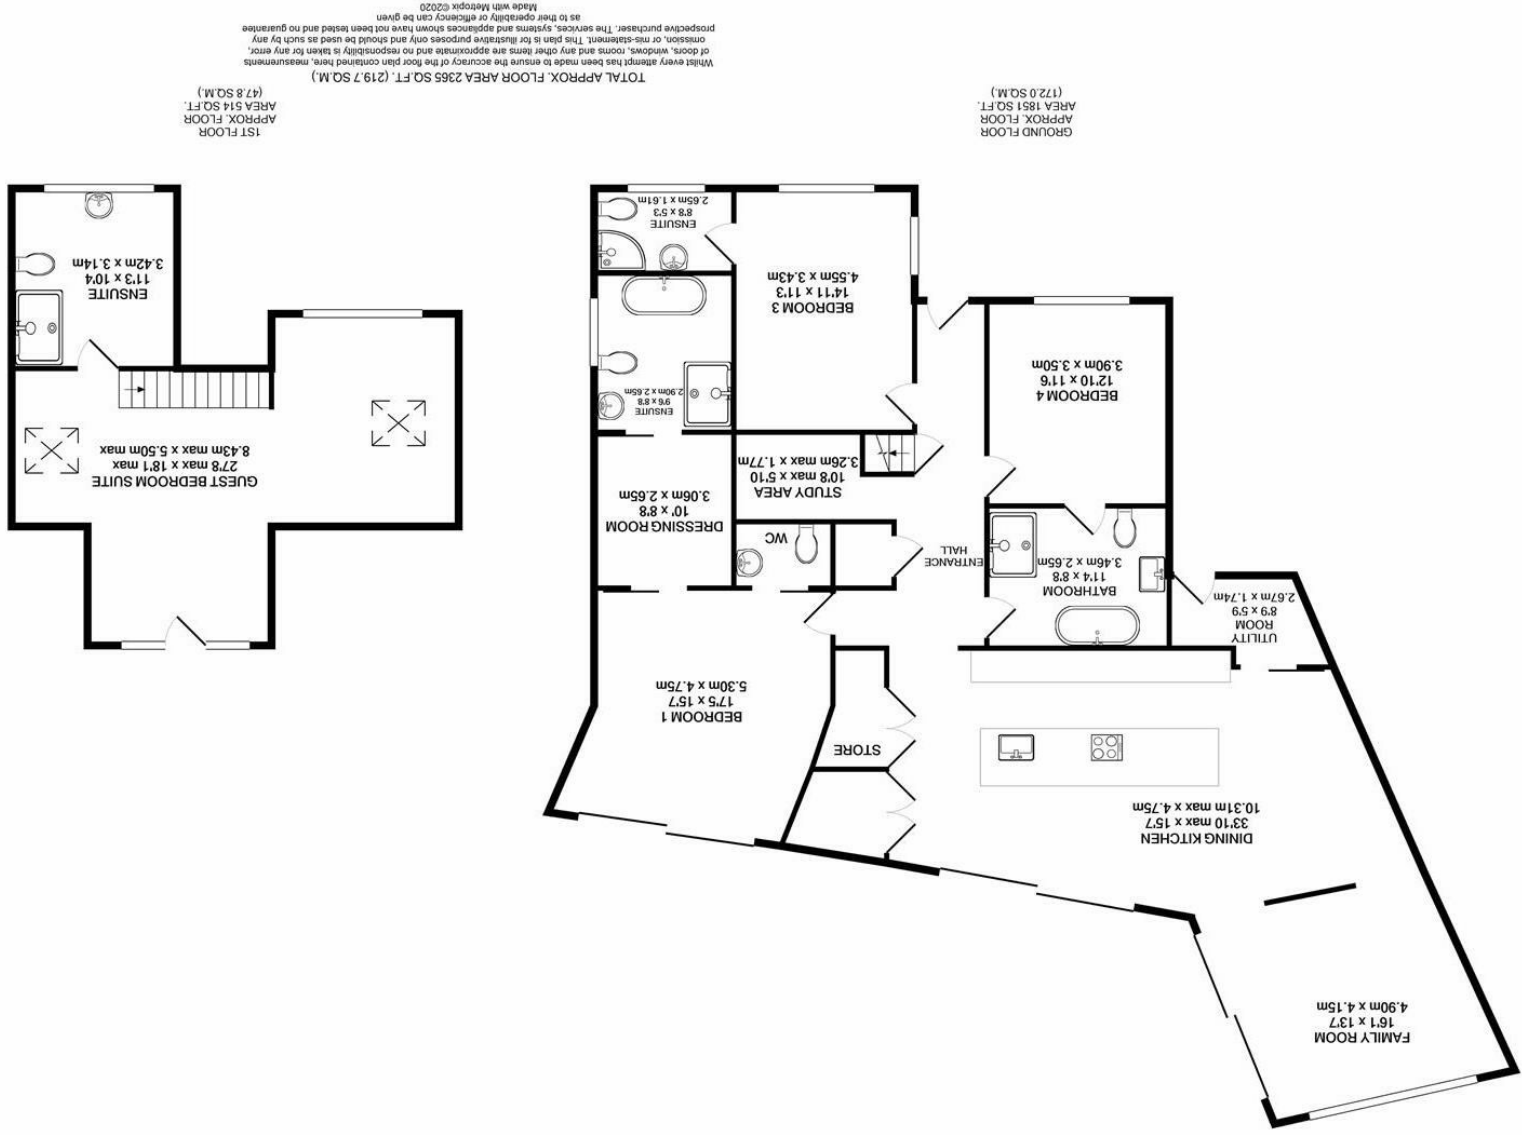 FAMILY ROOM
16'1 x 13'7
4.90m x 4.15m
DINING KITCHEN
33'10 max x 15'7
10.31m max x 4.75m
STORE
BEDROOM 1
17'5 x 15'7
5.30m x 4.75m
UTILITY
ROOM
8'9 x 5'9
2.67m x 1.74m
BATHROOM
11'4 x 8'8
3.46m x 2.65m
ENTRANCE
HALL
WC
DRESSING ROOM
10' x 8'8
3.06m x 2.65m
STUDY AREA
10'8 max x 5'10
3.26m max x 1.77m
BEDROOM 4
12'10 x 11'6
3.90m x 3.50m
ENSUITE
9'6 x 8'8
2.90m x 2.65m
BEDROOM 3
14'11 x 11'3
4.55m x 3.43m
ENSUITE
8'8 x 5'3
2.65m x 1.61m
GUEST BEDROOM SUITE
27'8 max x 18'1 max
8.43m max x 5.50m max
ENSUITE
11'3 x 10'4
3.42m x 3.14m
GROUND FLOOR
APPROX. FLOOR
AREA 1851 SQ.FT.
(172.0 SQ.M.)
1ST FLOOR
APPROX. FLOOR
AREA 514 SQ.FT.
(47.8 SQ.M.)
TOTAL APPROX. FLOOR AREA 2365 SQ.FT. (219.7 SQ.M.)
Whilst every attempt has been made to ensure the accuracy of the floor plan contained here, measurements
of doors, windows, rooms and any other items are approximate and no responsibility is taken for any error,
omission, or mis-statement. This plan is for illustrative purposes only and should be used as such by any
prospective purchaser. The services, systems and appliances shown have not been tested and no guarantee
as to their operability or efficiency can be given
Made with Metropix ©2020